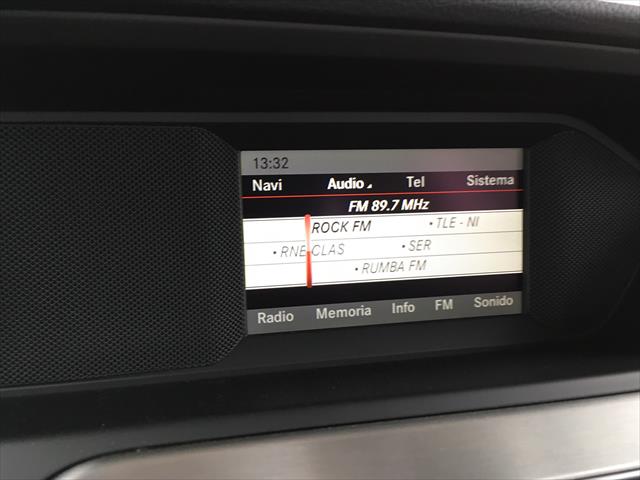 13:32
Navi Audio Tel Sistema
FM 89.7 MHz
ROCK FM • TLE - NI
• RNE CLAS • SER
• RUMBA FM
Radio Memoria Info FM Sonido